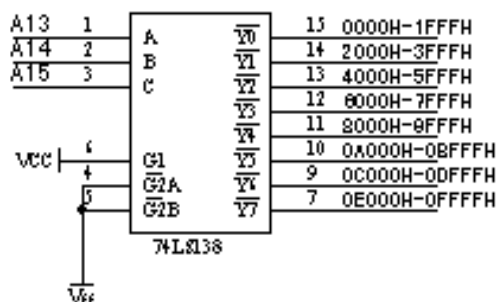 A13 1 A Y0 15 0000H-1FFFH
A14 2 B Y1 14 2000H-3FFFH
A15 3 C Y2 13 4000H-5FFFH
Y3 12 6000H-7FFFH
Y4 11 8000H-9FFFH
VCC 6 G1 Y5 10 0A000H-0BFFFH
4 G2A Y6 9 0C000H-0DFFFH
5 G2B Y7 7 0E000H-0FFFFH
74LS138